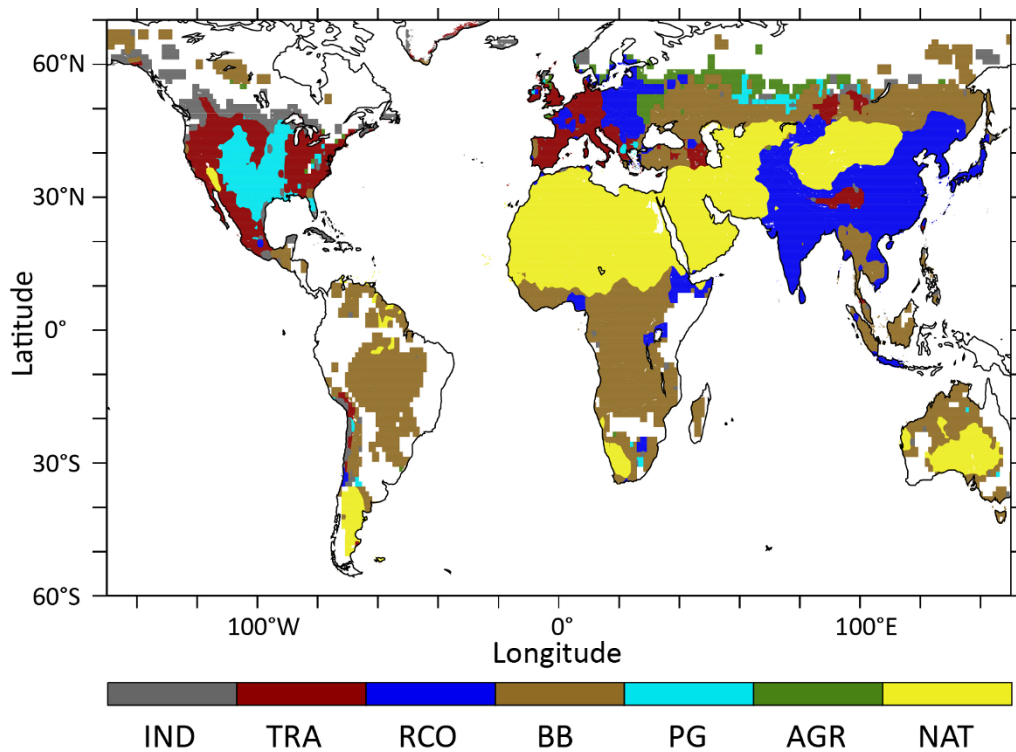 60°N
30°N
0°
30°S
60°S
Latitude
100°W 0° 100°E
Longitude
IND TRA RCO BB PG AGR NAT